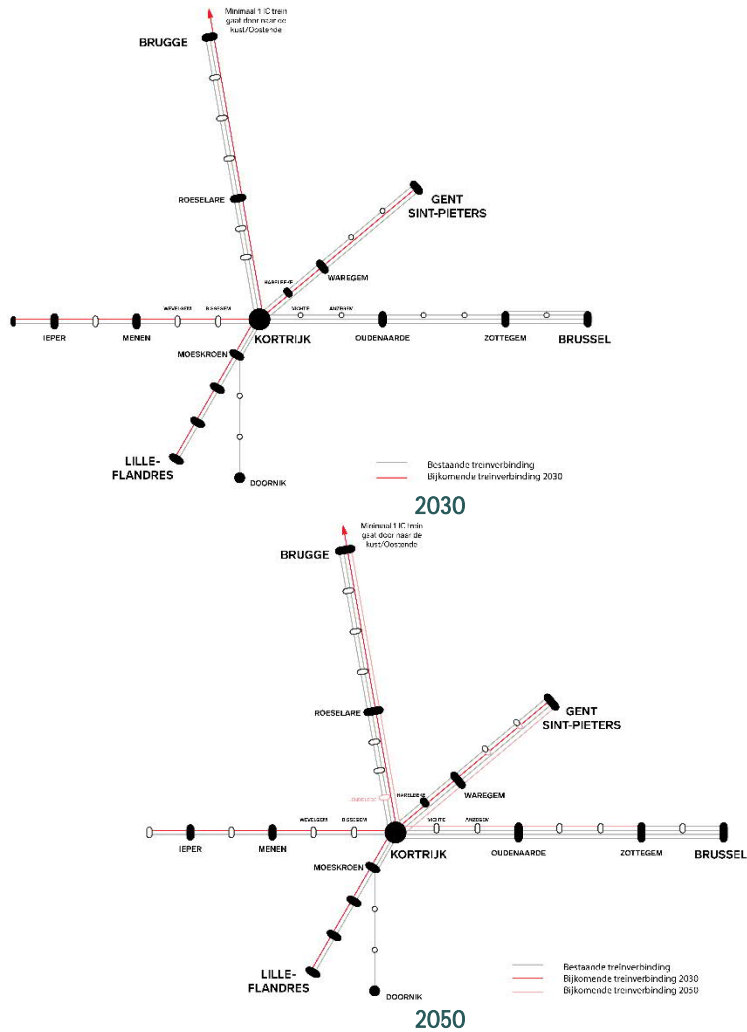 Minimaal 1 IC trein
gaat door naar de
kust/Oostende
BRUGGE
ROESELARE
GENT
SINT-PIETERS
WAREGEM
HARELBEKE
WEVELGEM
BISSEGEM
VICHTE
ANZEGEM
IEPER
MENEN
KORTRIJK
OUDENAARDE
ZOTTEGEM
BRUSSEL
MOESKROEN
LILLE-
FLANDRES
DOORNIK
Bestaande treinverbinding
Bijkomende treinverbinding 2030
2030
Minimaal 1 IC trein
gaat door naar de
kust/Oostende
BRUGGE
ROESELARE
GENT
SINT-PIETERS
WAREGEM
HARELBEKE
WEVELGEM
BISSEGEM
VICHTE
ANZEGEM
IEPER
MENEN
KORTRIJK
OUDENAARDE
ZOTTEGEM
BRUSSEL
MOESKROEN
LILLE-
FLANDRES
DOORNIK
Bestaande treinverbinding
Bijkomende treinverbinding 2030
Bijkomende treinverbinding 2050
2050